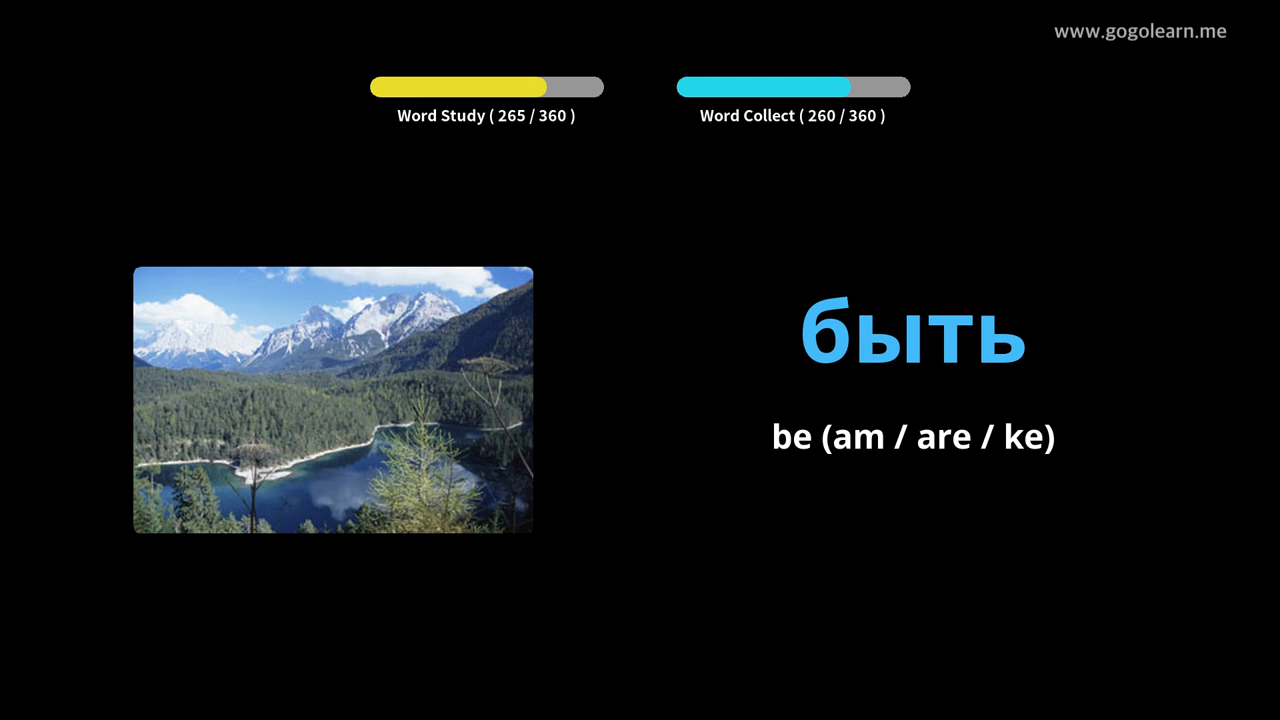 www.gogolearn.me
Word Study ( 265 / 360 )
Word Collect ( 260 / 360 )
быть
be (am / are / ke)